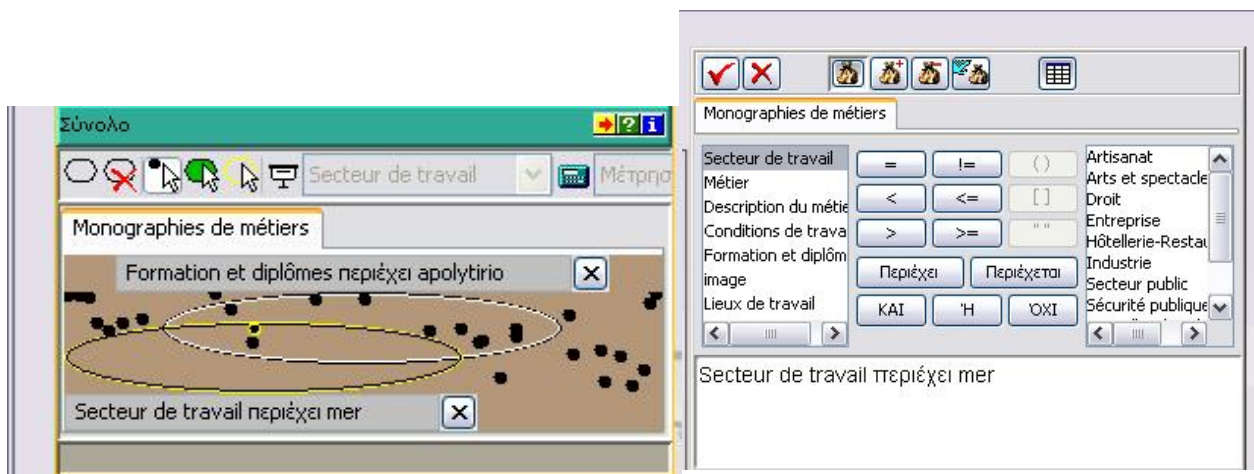 Σύνολο
? i
Secteur de travail
Monographies de métiers
Formation et diplômes περιέχει apolytirio
Secteur de travail περιέχει mer
Monographies de métiers
Secteur de travail
Métier
Description du métie
Conditions de trava
Formation et diplôm
image
Lieux de travail
= != ( )
< <= [ ]
> >= " "
Περιέχει Περιέχεται
ΚΑΙ Ή ΌΧΙ
Artisanat
Arts et spectacle
Droit
Entreprise
Hôtellerie-Restau
Industrie
Secteur public
Sécurité publique
Secteur de travail περιέχει mer